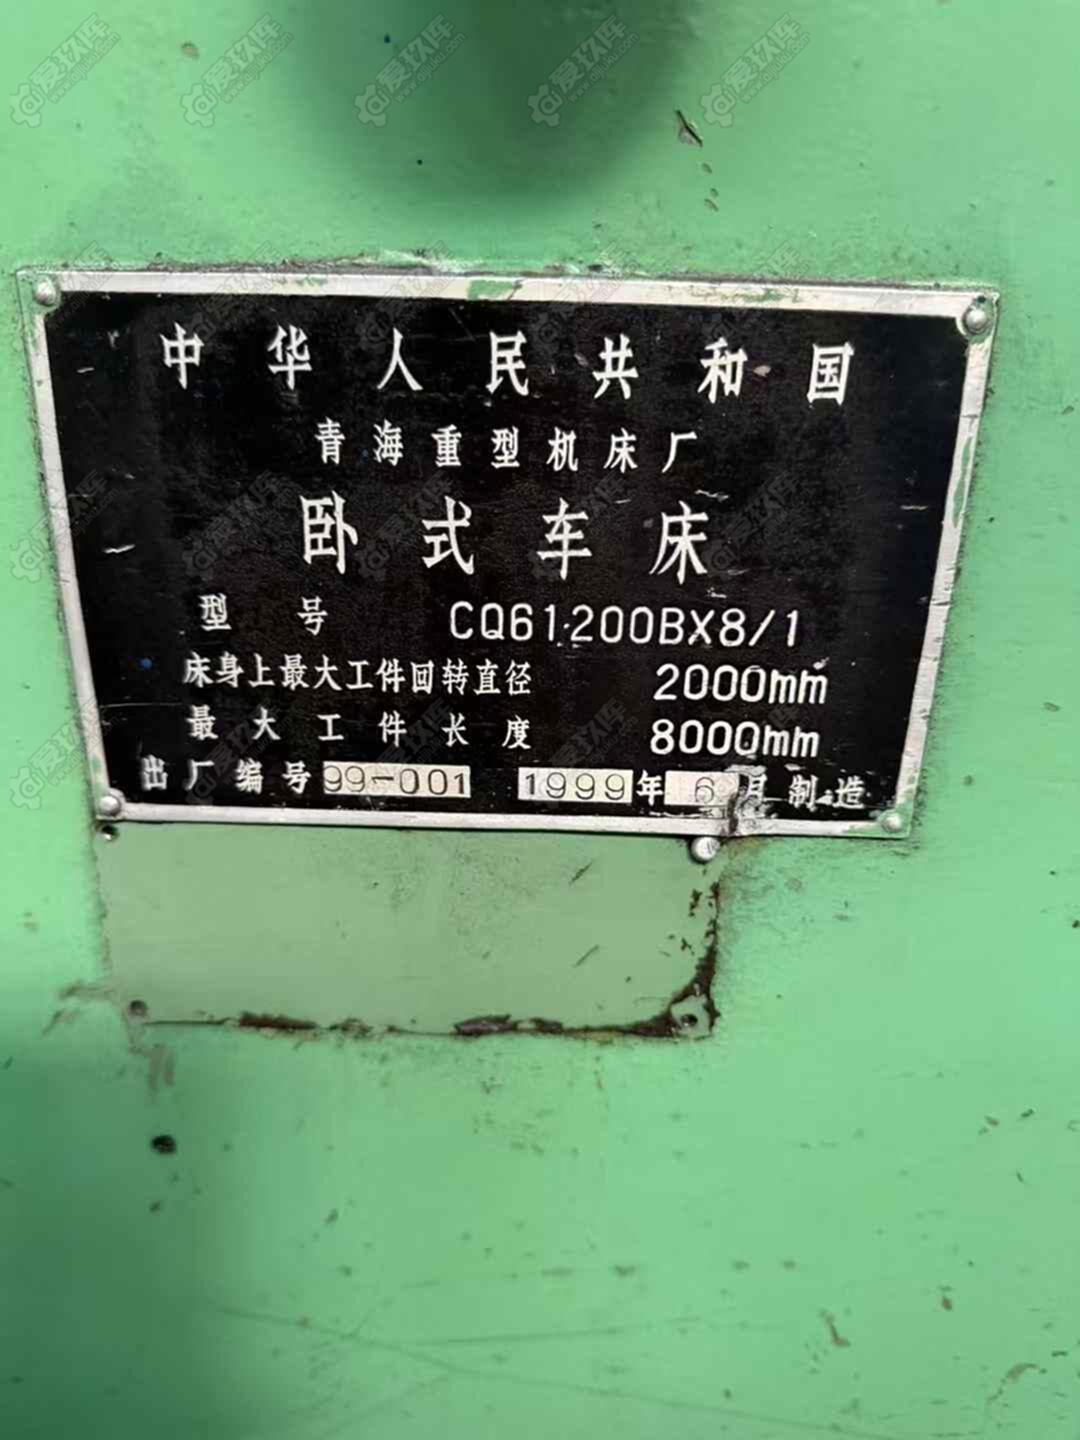 中华人民共和国
青海重型机床厂
卧式车床
型号 CQ61200BX8/1
床身上最大工件回转直径 2000mm
最大工件长度 8000mm
出厂编号 99-001 1999年 6月制造